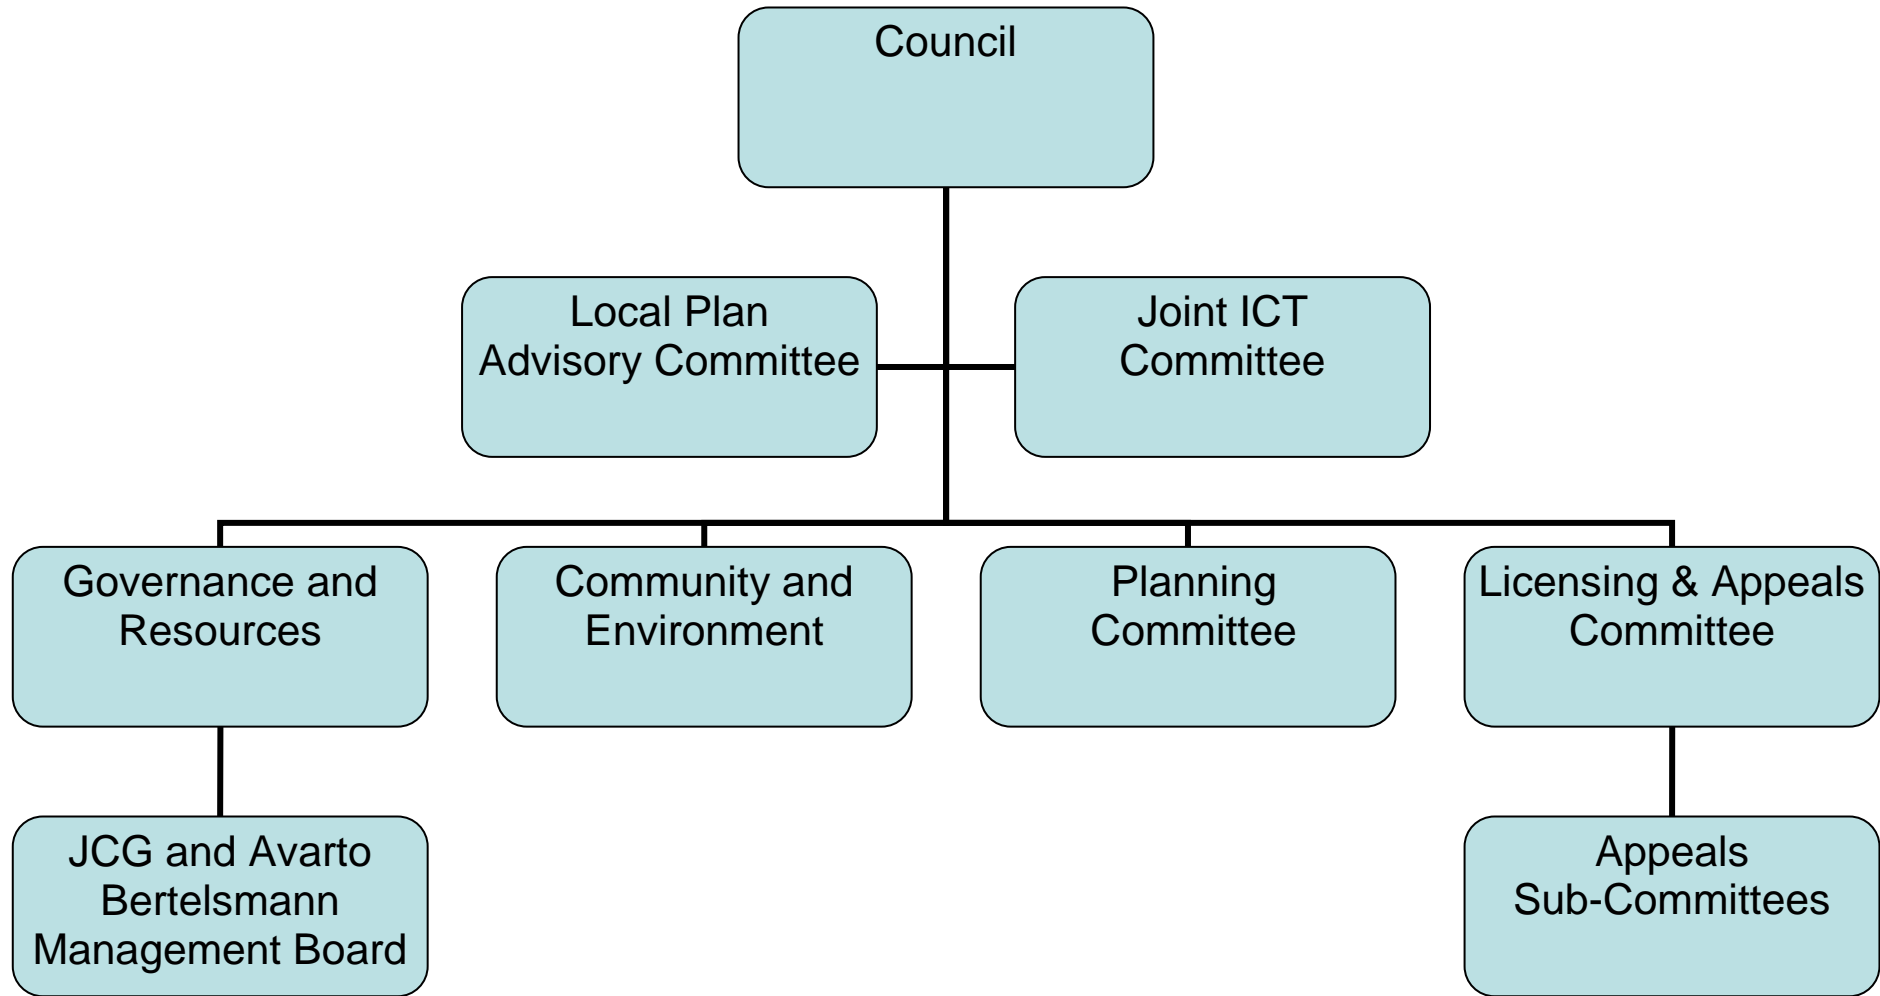 Council
Local Plan
Advisory Committee
Joint ICT
Committee
Governance and
Resources
Community and
Environment
Planning
Committee
Licensing & Appeals
Committee
JCG and Avarto
Bertelsmann
Management Board
Appeals
Sub-Committees